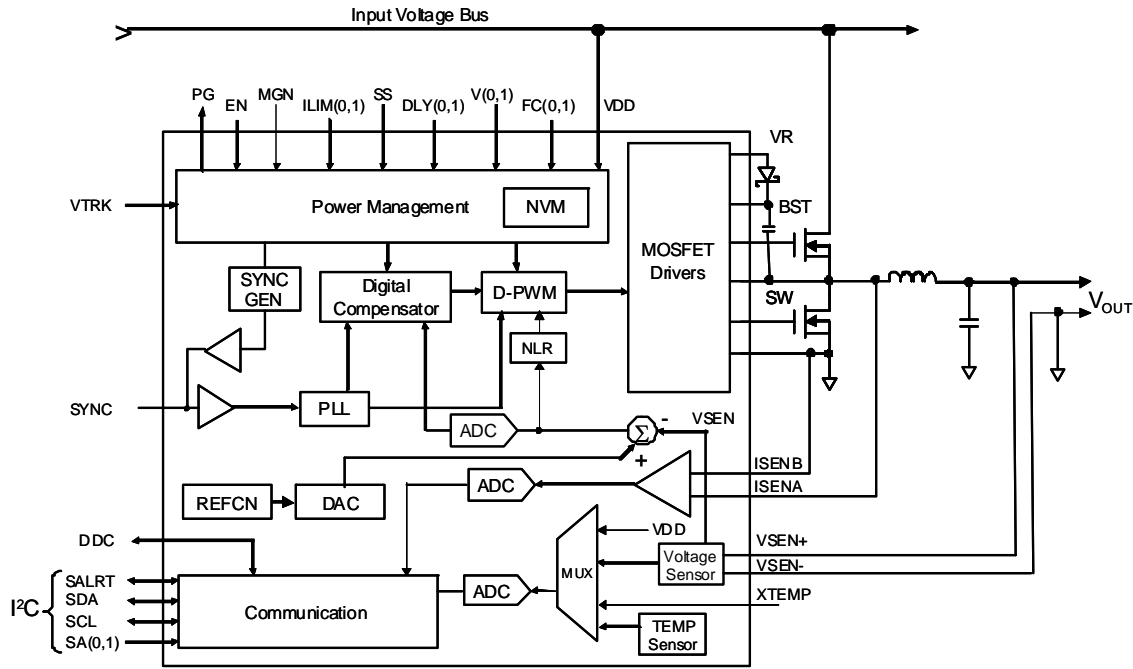 Input Voltage Bus
PG
EN
MGN
ILIM(0,1)
SS
DLY(0,1)
V(0,1)
FC(0,1)
VDD
VR
VTRK
Power Management
NVM
BST
MOSFET
Drivers
SYNC
GEN
Digital
Compensator
D-PWM
SW
VOUT
NLR
SYNC
PLL
ADC
VSEN
-
Σ
+
ISENB
ISENA
REFCN
DAC
ADC
DDC
VDD
VSEN+
Voltage
Sensor
VSEN-
MUX
I²C
SALRT
SDA
SCL
SA(0,1)
Communication
ADC
XTEMP
TEMP
Sensor